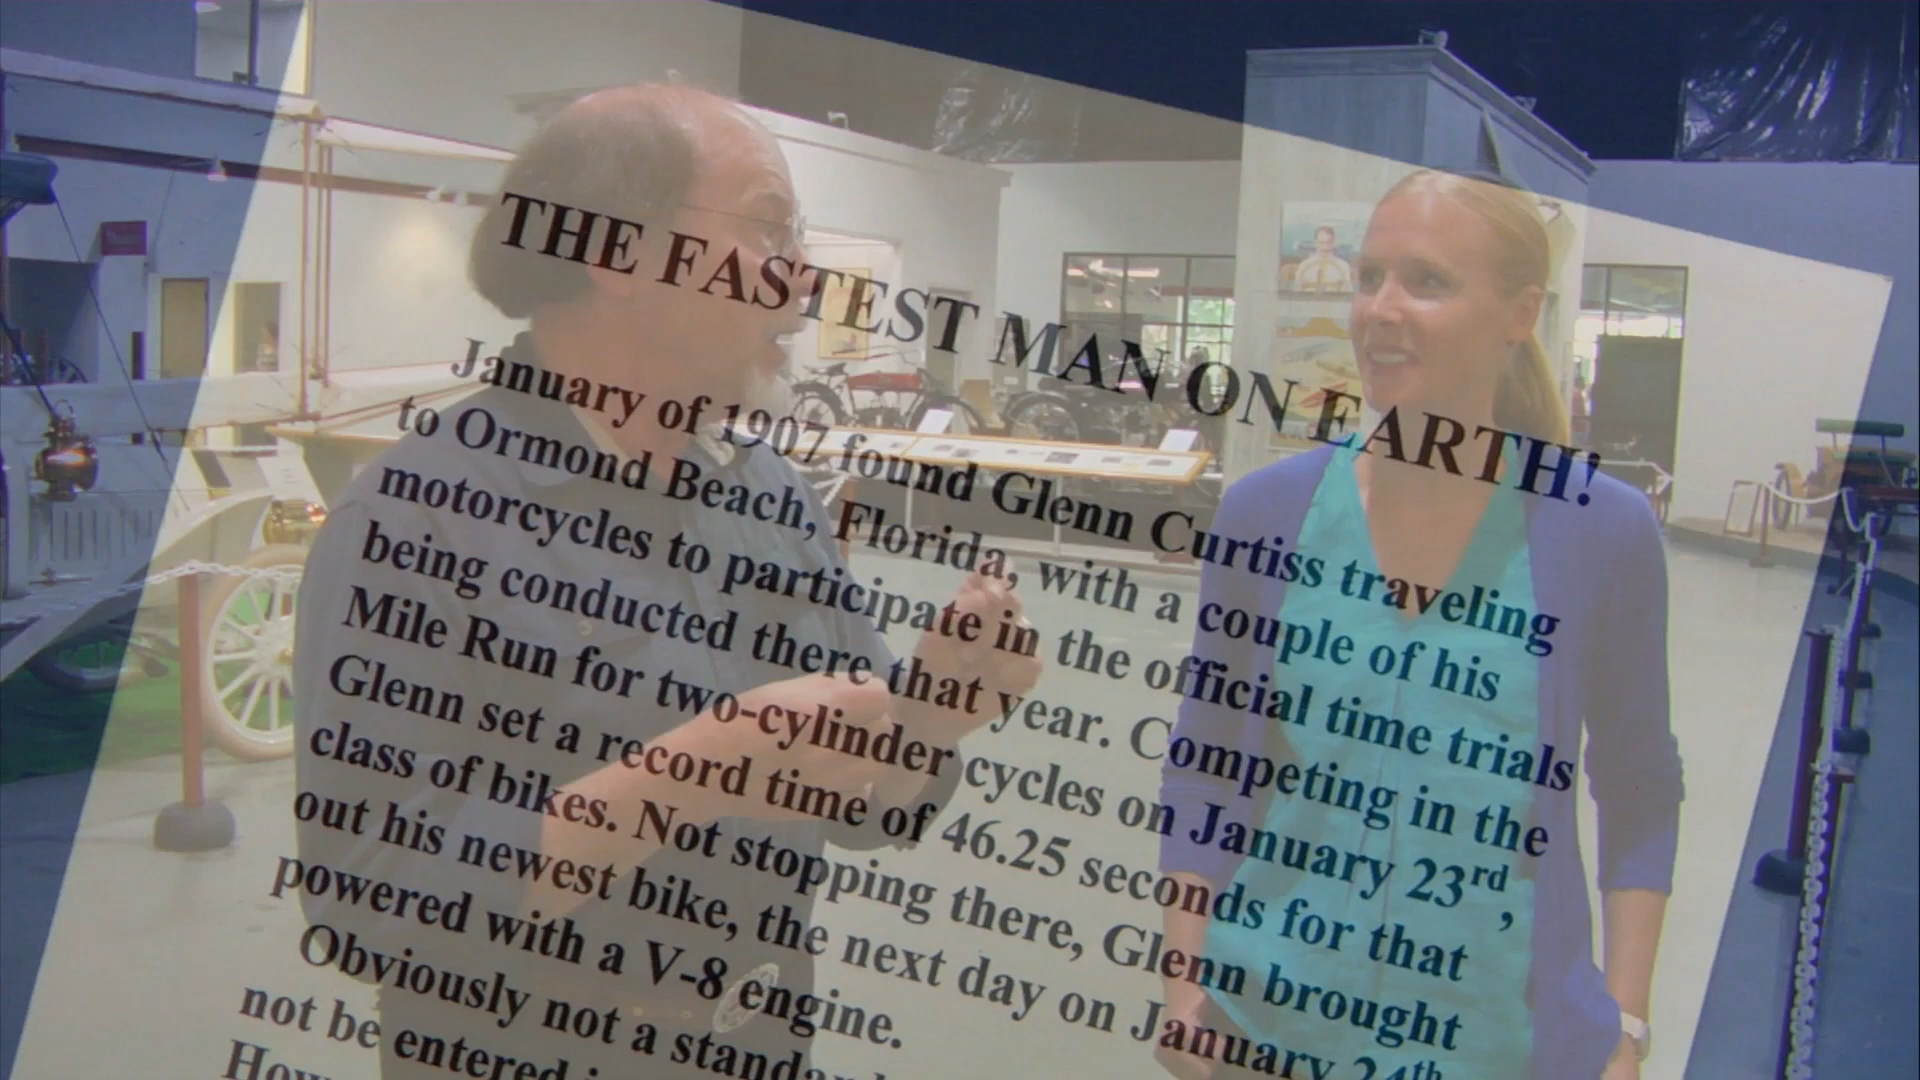 THE FASTEST MAN ON EARTH!
January of 1907 found Glenn Curtiss traveling
to Ormond Beach, Florida, with a couple of his
motorcycles to participate in the official time trials
being conducted there that year. Competing in the
Mile Run for two-cylinder cycles on January 23rd,
Glenn set a record time of 46.25 seconds for that
class of bikes. Not stopping there, Glenn brought
out his newest bike, the next day on January 24th
powered with a V-8 engine.
Obviously not a standar
not be entered
How